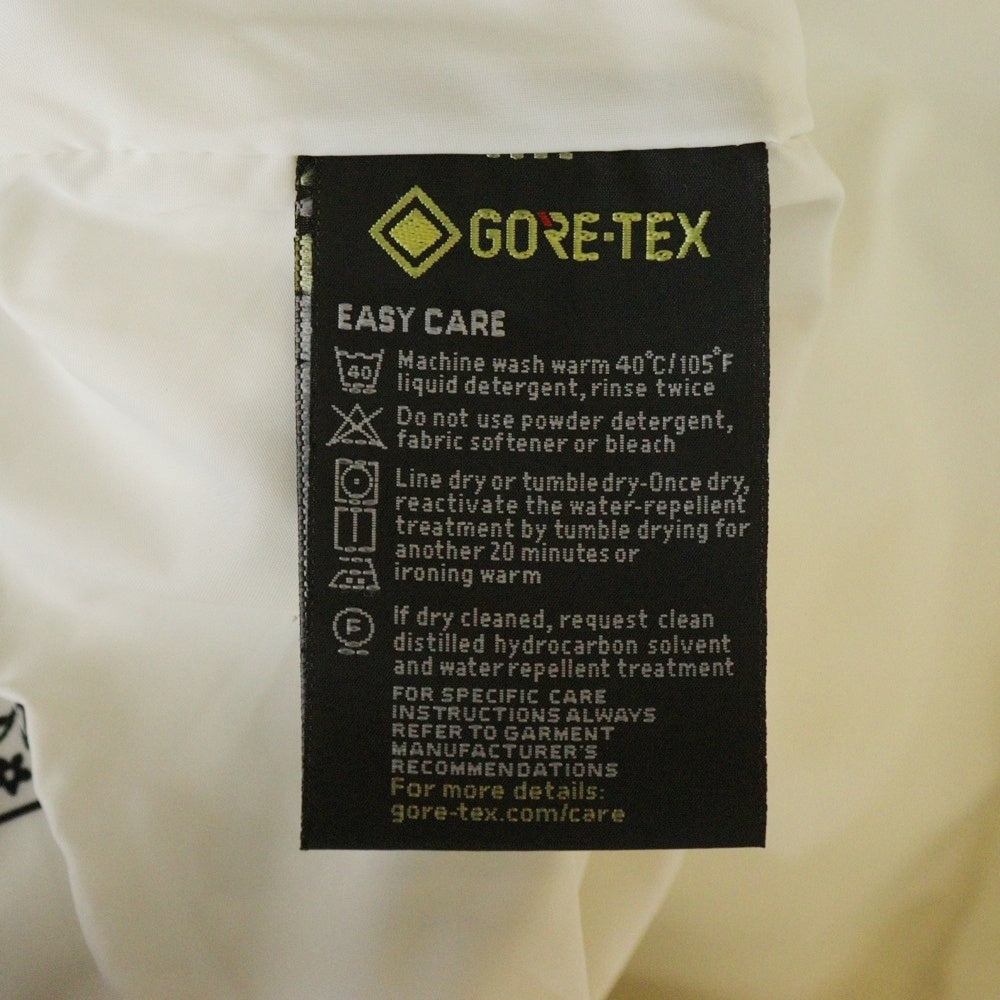 GORE-TEX
EASY CARE
40
Machine wash warm 40°C/105°F
liquid detergent, rinse twice
Do not use powder detergent,
fabric softener or bleach
Line dry or tumble dry-Once dry,
reactivate the water-repellent
treatment by tumble drying for
another 20 minutes or
ironing warm
F
If dry cleaned, request clean
distilled hydrocarbon solvent
and water repellent treatment
FOR SPECIFIC CARE
INSTRUCTIONS ALWAYS
REFER TO GARMENT
MANUFACTURER'S
RECOMMENDATIONS
For more details:
gore-tex.com/care